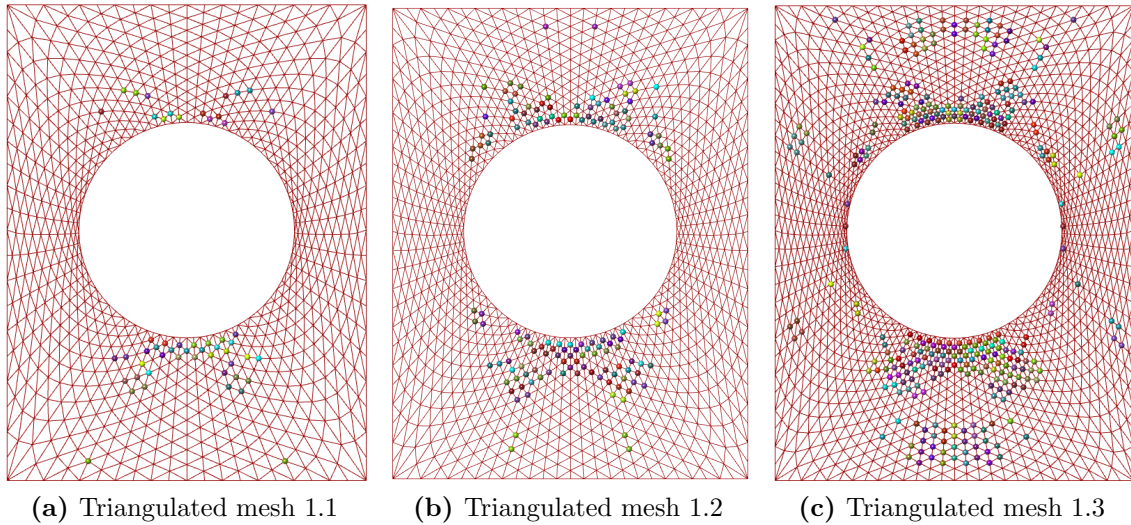 (a) Triangulated mesh 1.1
(b) Triangulated mesh 1.2
(c) Triangulated mesh 1.3